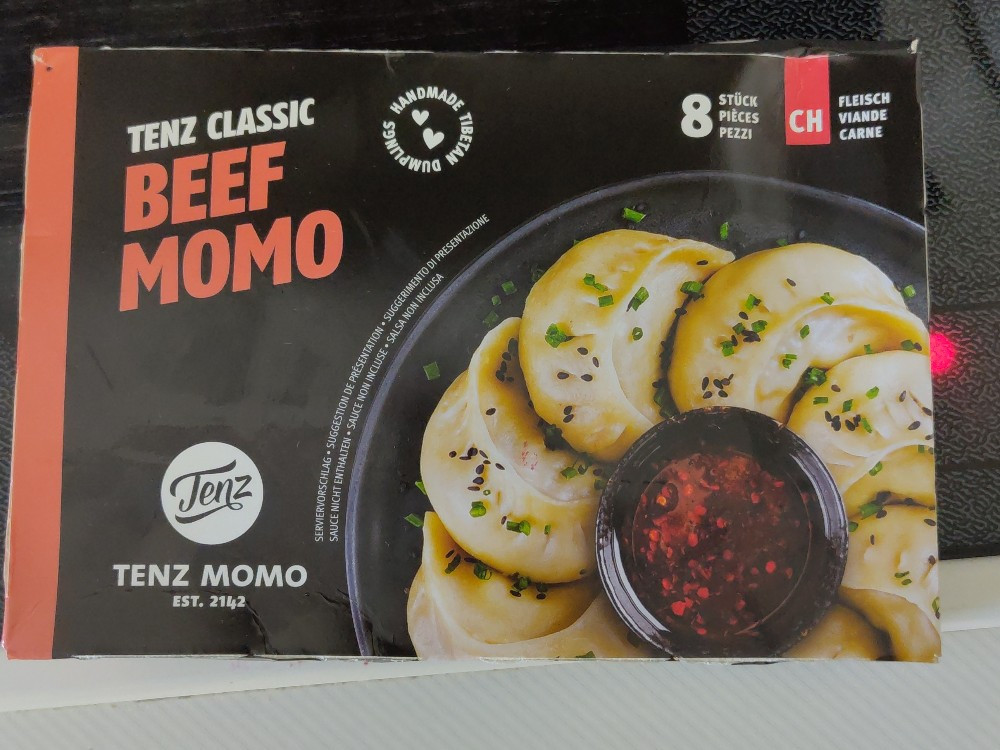 TENZ CLASSIC
BEEF
MOMO
HANDMADE TIBETAN DUMPLINGS
8
STÜCK
PIÈCES
PEZZI
CH
FLEISCH
VIANDE
CARNE
SERVIERVORSCHLAG • SUGGESTION DE PRÉSENTATION • SUGGERIMENTO DI PRESENTAZIONE
SAUCE NICHT ENTHALTEN • SAUCE NON INCLUSE • SALSA NON INCLUSA
Tenz
TENZ MOMO
EST. 2142